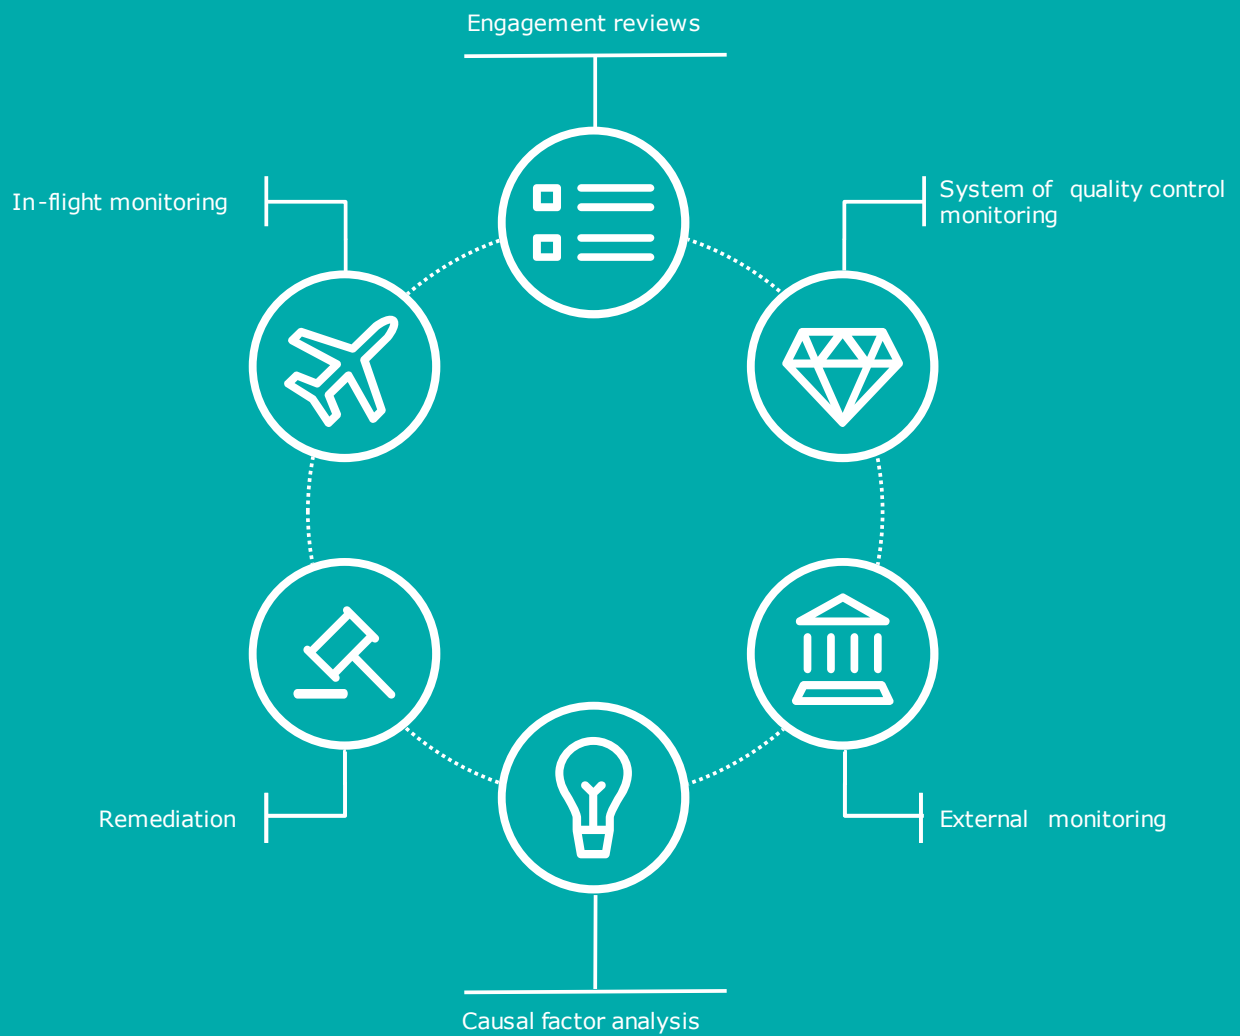 Engagement reviews
In-flight monitoring
System of quality control
monitoring
Remediation
External monitoring
Causal factor analysis